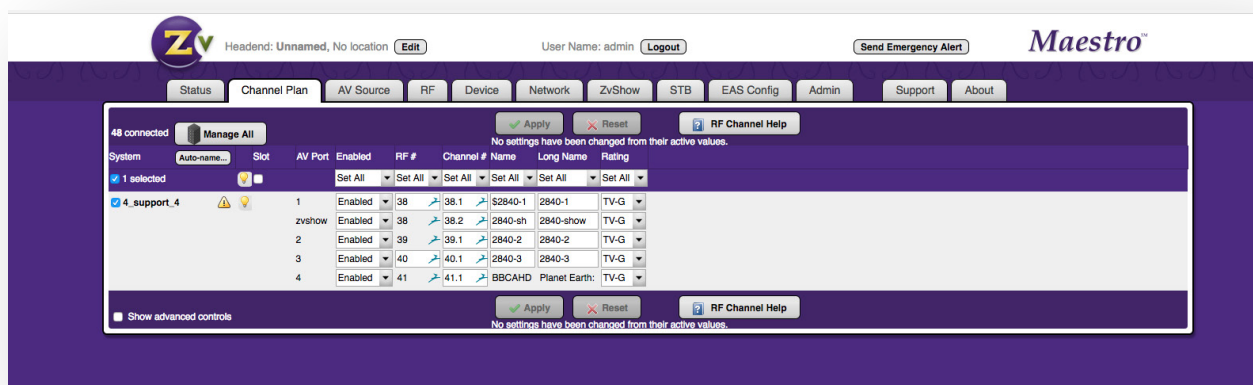 Zv Headend: Unnamed, No location Edit User Name: admin Logout Send Emergency Alert Maestro™
Status Channel Plan AV Source RF Device Network ZvShow STB EAS Config Admin Support About
48 connected Manage All Apply Reset RF Channel Help
No settings have been changed from their active values.
System Auto-name... Slot AV Port Enabled RF # Channel # Name Long Name Rating
1 selected Set All Set All Set All Set All Set All Set All
4_support_4 1 Enabled 38 38.1 $2840-1 2840-1 TV-G
zvshow Enabled 38 38.2 2840-sh 2840-show TV-G
2 Enabled 39 39.1 2840-2 2840-2 TV-G
3 Enabled 40 40.1 2840-3 2840-3 TV-G
4 Enabled 41 41.1 BBCAHD Planet Earth: TV-G
Show advanced controls Apply Reset RF Channel Help
No settings have been changed from their active values.